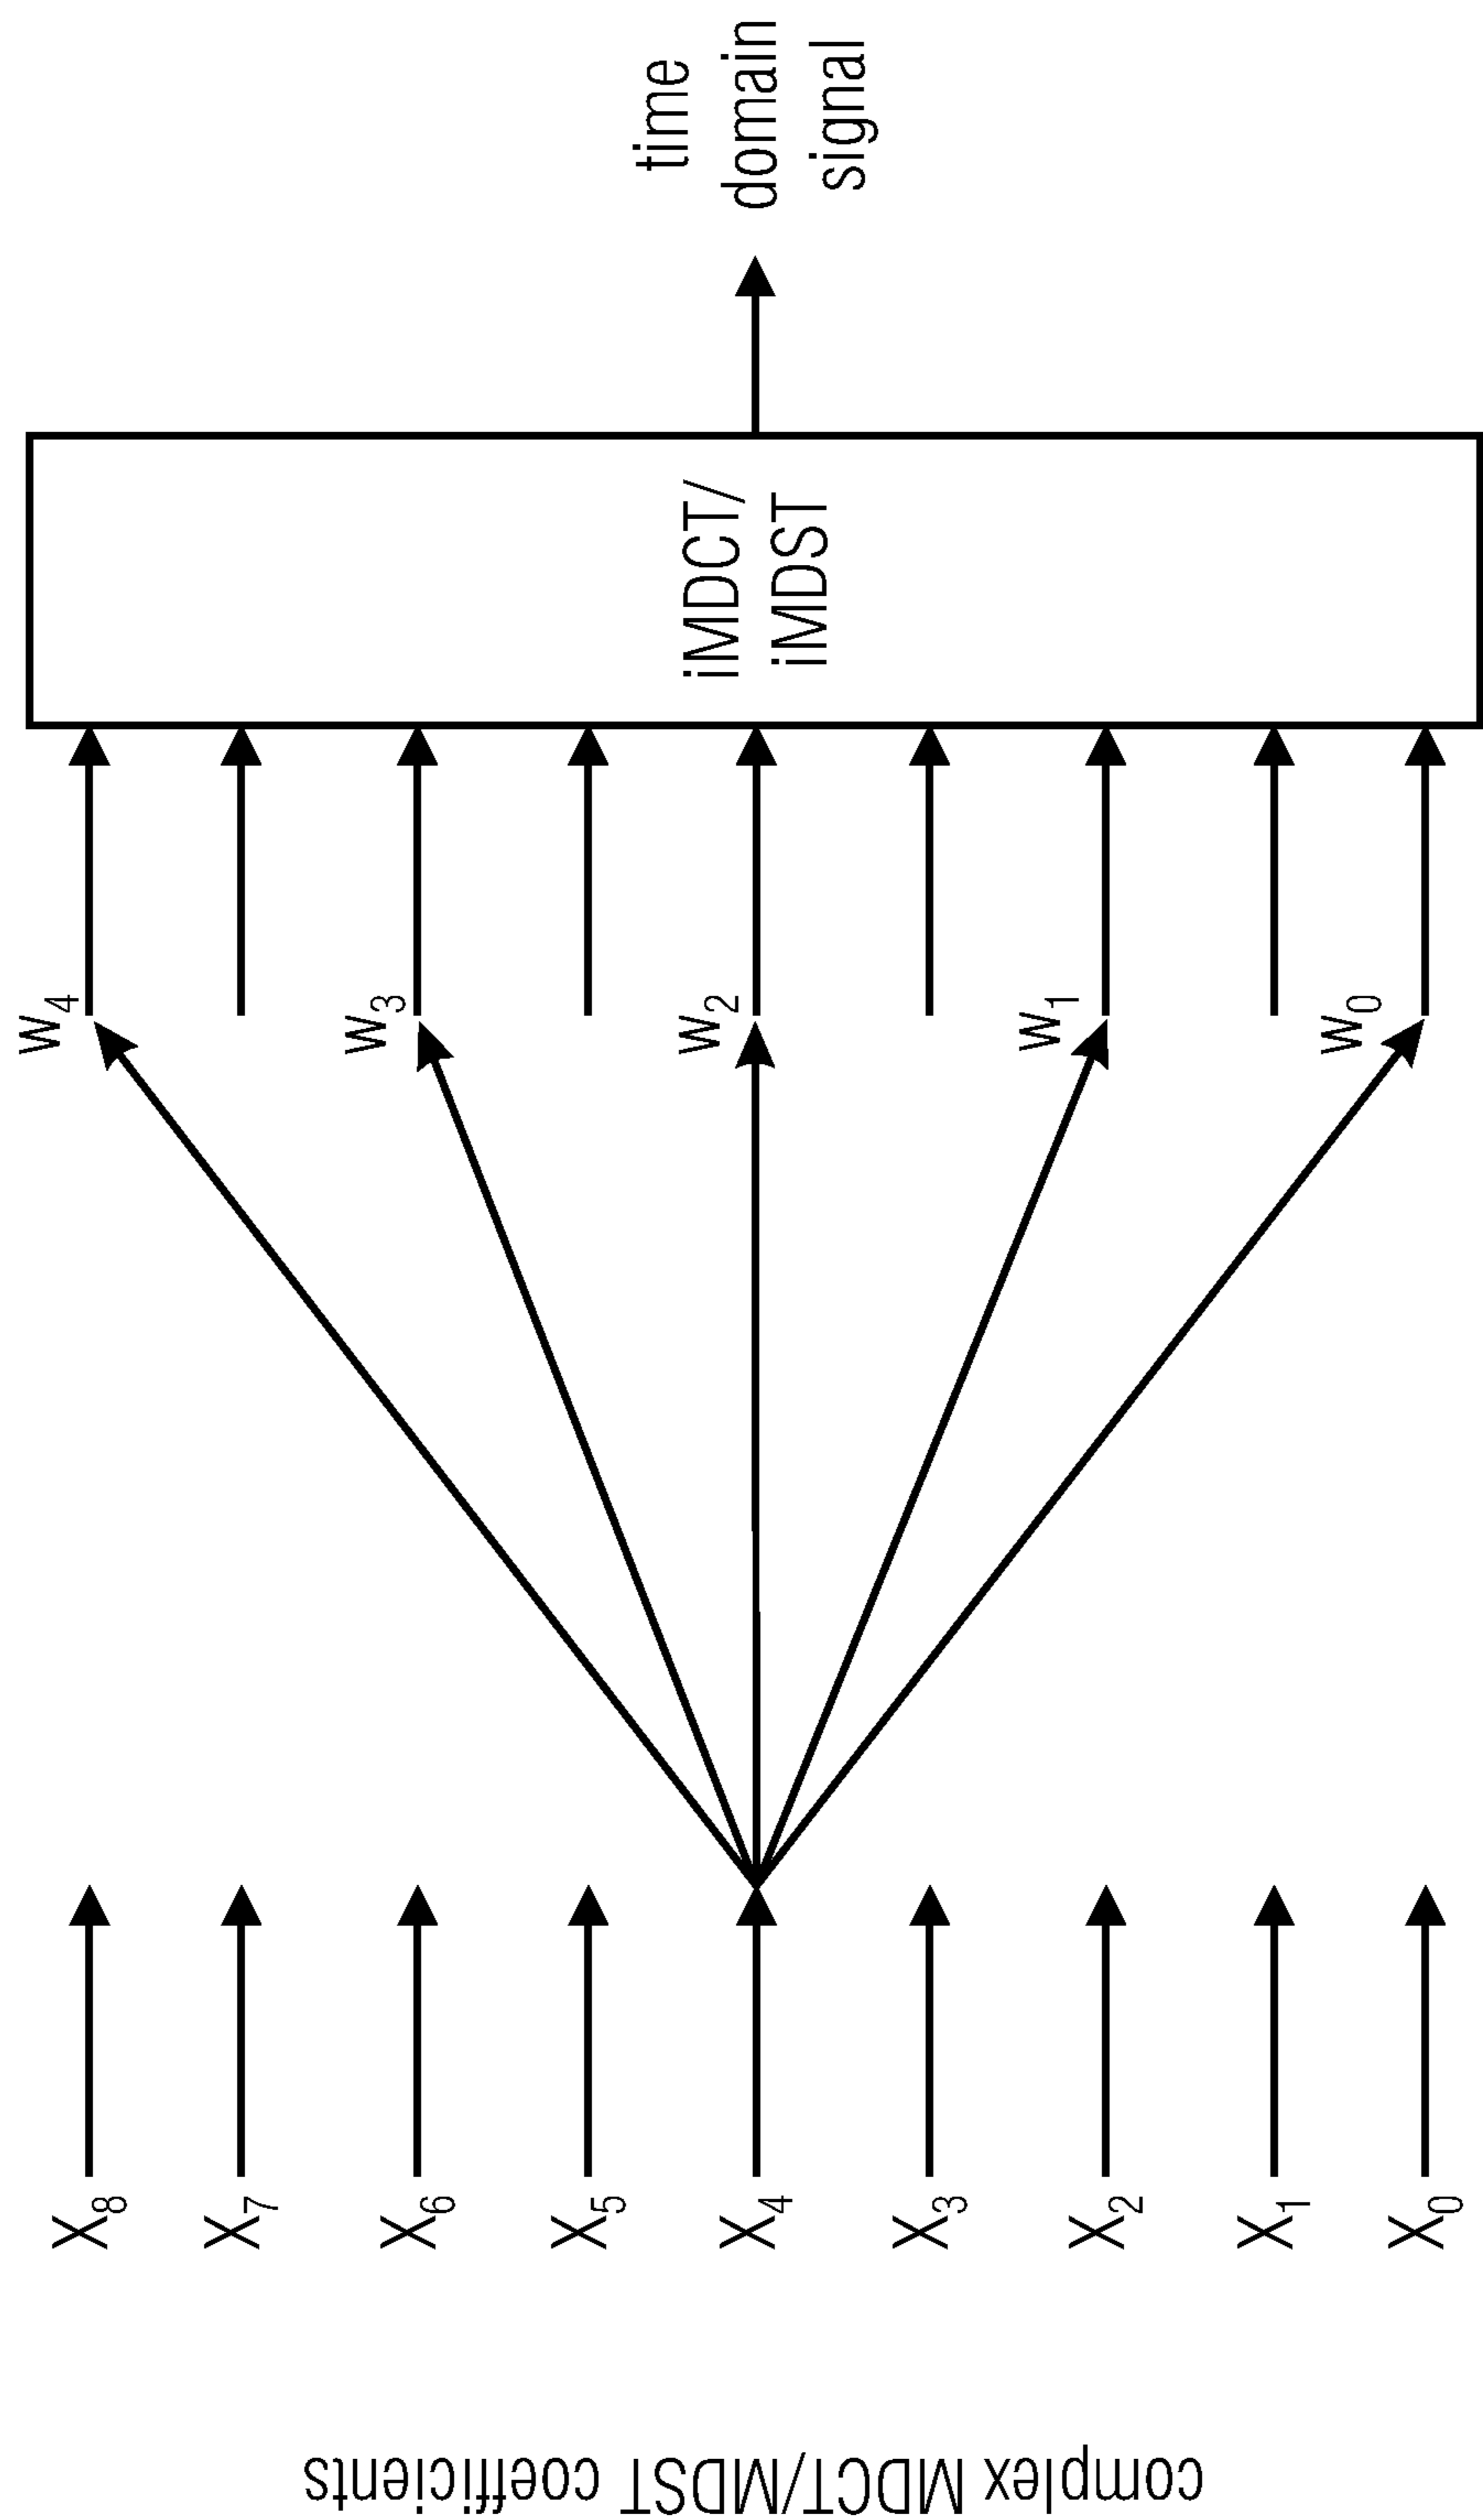 complex MDCT/MDST coefficients
X₈
X₇
X₆
X₅
X₄
X₃
X₂
X₁
X₀
w₄
w₃
w₂
w₁
w₀
iMDCT/
iMDST
time
domain
signal